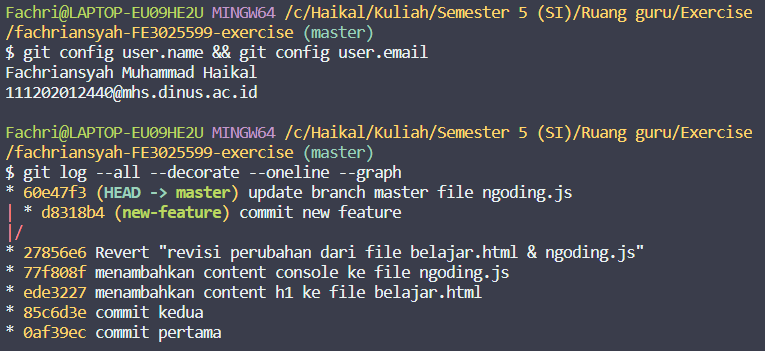 Fachri@LAPTOP-EU09HE2U MINGW64 /c/Haikal/Kuliah/Semester 5 (SI)/Ruang guru/Exercise
/fachriansyah-FE3025599-exercise (master)
$ git config user.name && git config user.email
Fachriansyah Muhammad Haikal
111202012440@mhs.dinus.ac.id
Fachri@LAPTOP-EU09HE2U MINGW64 /c/Haikal/Kuliah/Semester 5 (SI)/Ruang guru/Exercise
/fachriansyah-FE3025599-exercise (master)
$ git log --all --decorate --oneline --graph
* 60e47f3 (HEAD -> master) update branch master file ngoding.js
| * d8318b4 (new-feature) commit new feature
|/
* 27856e6 Revert "revisi perubahan dari file belajar.html & ngoding.js"
* 77f808f menambahkan content console ke file ngoding.js
* ede3227 menambahkan content h1 ke file belajar.html
* 85c6d3e commit kedua
* 0af39ec commit pertama